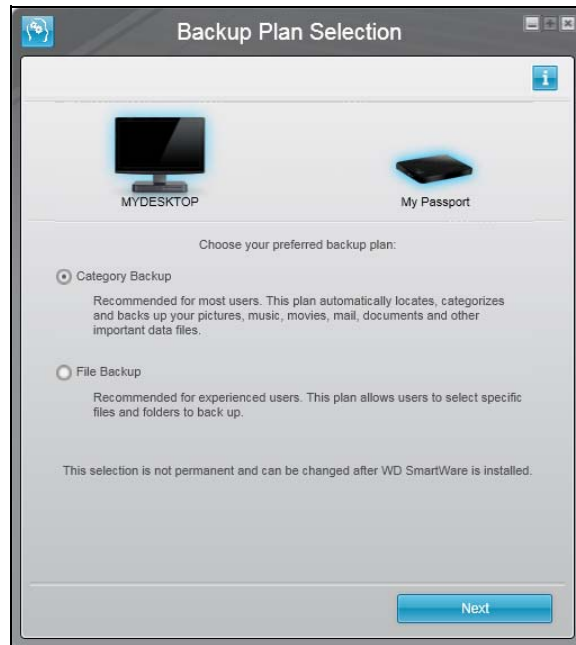 Backup Plan Selection
i
MYDESKTOP
My Passport
Choose your preferred backup plan:
Category Backup
Recommended for most users. This plan automatically locates, categorizes
and backs up your pictures, music, movies, mail, documents and other
important data files.
File Backup
Recommended for experienced users. This plan allows users to select specific
files and folders to back up.
This selection is not permanent and can be changed after WD SmartWare is installed.
Next